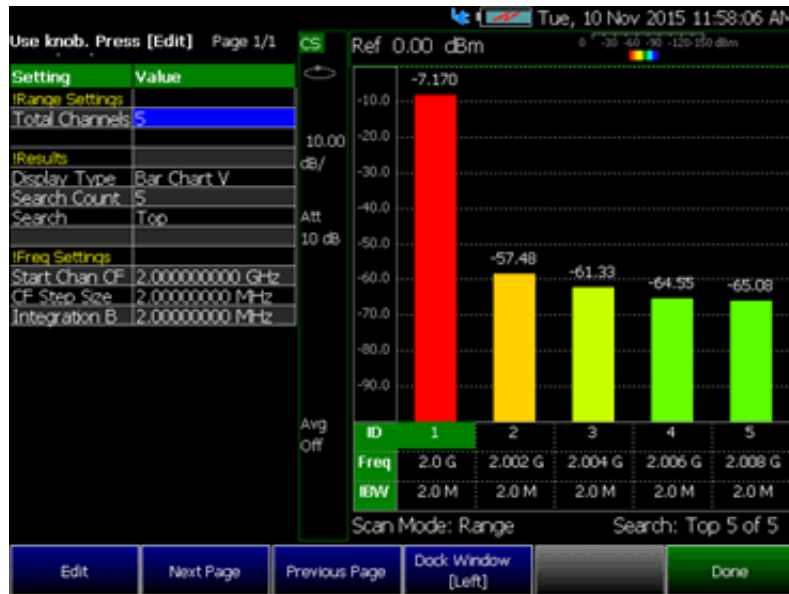 Tue, 10 Nov 2015 11:58:06 AM
Use knob. Press [Edit] Page 1/1
CS
Ref 0.00 dBm
0 -30 -60 -90 -120-150 dBm
Setting Value
!Range Settings
Total Channels 5
!Results
Display Type Bar Chart V
Search Count 5
Search Top
!Freq Settings
Start Chan CF 2.000000000 GHz
CF Step Size 2.00000000 MHz
Integration B 2.00000000 MHz
10.00
dB/
Att
10 dB
Avg
Off
-10.0
-20.0
-30.0
-40.0
-50.0
-60.0
-70.0
-80.0
-90.0
-7.170
-57.48
-61.33
-64.55
-65.08
ID 1 2 3 4 5
Freq 2.0 G 2.002 G 2.004 G 2.006 G 2.008 G
IBW 2.0 M 2.0 M 2.0 M 2.0 M 2.0 M
Scan Mode: Range Search: Top 5 of 5
Edit Next Page Previous Page Dock Window Done
[Left]